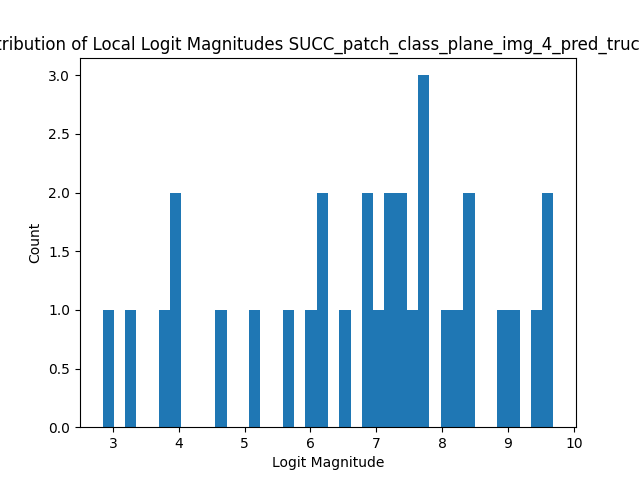 tribution of Local Logit Magnitudes SUCC_patch_class_plane_img_4_pred_truc
3.0
2.5
2.0
1.5
1.0
0.5
0.0
Count
3 4 5 6 7 8 9 10
Logit Magnitude